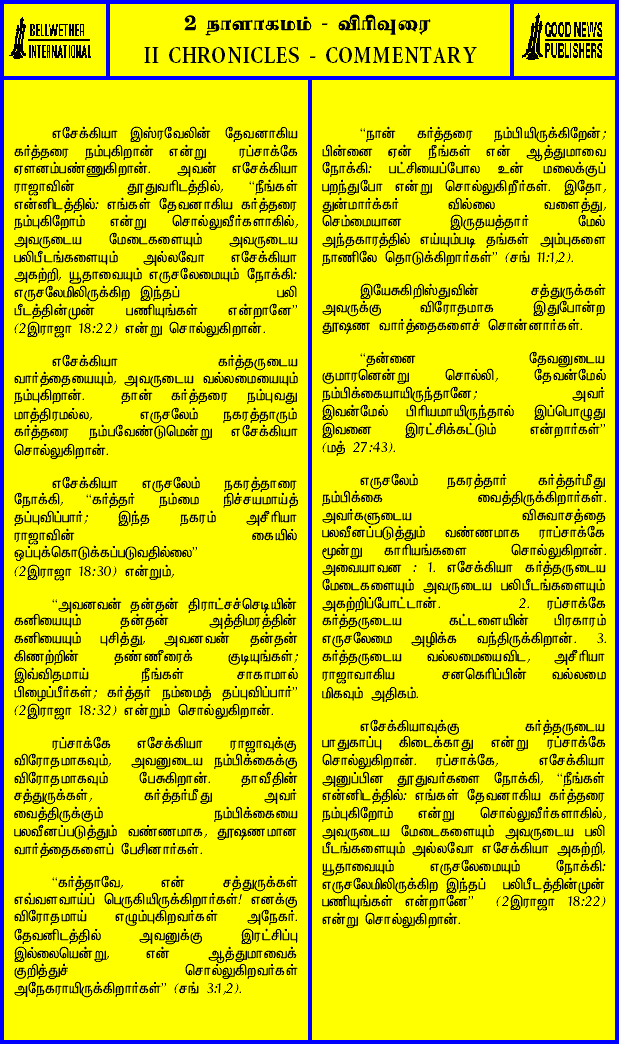 BELLWETHER
INTERNATIONAL
2 நாளாகமம் - விரிவுரை
II CHRONICLES - COMMENTARY
GOOD NEWS
PUBLISHERS
எசேக்கியா இஸ்ரவேலின் தேவனாகிய
கர்த்தரை நம்புகிறான் என்று ரப்சாக்கே
ஏளனம்பண்ணுகிறான். அவன் எசேக்கியா
ராஜாவின் தூதுவரிடத்தில், “நீங்கள்
என்னிடத்தில்: எங்கள் தேவனாகிய கர்த்தரை
நம்புகிறோம் என்று சொல்லுவீர்களாகில்,
அவருடைய மேடைகளையும் அவருடைய
பலிபீடங்களையும் அல்லவோ எசேக்கியா
அகற்றி, யூதாவையும் எருசலேமையும் நோக்கி:
எருசலேமிலிருக்கிற இந்தப் பலி
பீடத்தின்முன் பணியுங்கள் என்றானே”
(2இராஜா 18:22) என்று சொல்லுகிறான்.
எசேக்கியா கர்த்தருடைய
வார்த்தையையும், அவருடைய வல்லமையையும்
நம்புகிறான். தான் கர்த்தரை நம்புவது
மாத்திரமல்ல, எருசலேம் நகரத்தாரும்
கர்த்தரை நம்பவேண்டுமென்று எசேக்கியா
சொல்லுகிறான்.
எசேக்கியா எருசலேம் நகரத்தாரை
நோக்கி, “கர்த்தர் நம்மை நிச்சயமாய்த்
தப்புவிப்பார்; இந்த நகரம் அசீரியா
ராஜாவின் கையில்
ஒப்புக்கொடுக்கப்படுவதில்லை”
(2இராஜா 18:30) என்றும்,
“அவனவன் தன்தன் திராட்சச்செடியின்
கனியையும் தன்தன் அத்திமரத்தின்
கனியையும் புசித்து, அவனவன் தன்தன்
கிணற்றின் தண்ணீரைக் குடியுங்கள்;
இவ்விதமாய் நீங்கள் சாகாமல்
பிழைப்பீர்கள்; கர்த்தர் நம்மைத் தப்புவிப்பார்”
(2இராஜா 18:32) என்றும் சொல்லுகிறான்.
ரப்சாக்கே எசேக்கியா ராஜாவுக்கு
விரோதமாகவும், அவனுடைய நம்பிக்கைக்கு
விரோதமாகவும் பேசுகிறான். தாவீதின்
சத்துருக்கள், கர்த்தர்மீது அவர்
வைத்திருக்கும் நம்பிக்கையை
பலவீனப்படுத்தும் வண்ணமாக, தூஷணமான
வார்த்தைகளைப் பேசினார்கள்.
“கர்த்தாவே, என் சத்துருக்கள்
எவ்வளவாய்ப் பெருகியிருக்கிறார்கள்! எனக்கு
விரோதமாய் எழும்புகிறவர்கள் அநேகர்.
தேவனிடத்தில் அவனுக்கு இரட்சிப்பு
இல்லையென்று, என் ஆத்துமாவைக்
குறித்துச் சொல்லுகிறவர்கள்
அநேகராயிருக்கிறார்கள்” (சங் 3:1,2).
“நான் கர்த்தரை நம்பியிருக்கிறேன்;
பின்னை ஏன் நீங்கள் என் ஆத்துமாவை
நோக்கி: பட்சியைப்போல உன் மலைக்குப்
பறந்துபோ என்று சொல்லுகிறீர்கள். இதோ,
துன்மார்க்கர் வில்லை வளைத்து,
செம்மையான இருதயத்தார் மேல்
அந்தகாரத்தில் எய்யும்படி தங்கள் அம்புகளை
நாணிலே தொடுக்கிறார்கள்” (சங் 11:1,2).
இயேசுகிறிஸ்துவின் சத்துருக்கள்
அவருக்கு விரோதமாக இதுபோன்ற
தூஷண வார்த்தைகளைச் சொன்னார்கள்.
“தன்னை தேவனுடைய
குமாரனென்று சொல்லி, தேவன்மேல்
நம்பிக்கையாயிருந்தானே; அவர்
இவன்மேல் பிரியமாயிருந்தால் இப்பொழுது
இவனை இரட்சிக்கட்டும் என்றார்கள்”
(மத் 27:43).
எருசலேம் நகரத்தார் கர்த்தர்மீது
நம்பிக்கை வைத்திருக்கிறார்கள்.
அவர்களுடைய விசுவாசத்தை
பலவீனப்படுத்தும் வண்ணமாக ராப்சாக்கே
மூன்று காரியங்களை சொல்லுகிறான்.
அவையாவன : 1. எசேக்கியா கர்த்தருடைய
மேடைகளையும் அவருடைய பலிபீடங்களையும்
அகற்றிப்போட்டான். 2. ரப்சாக்கே
கர்த்தருடைய கட்டளையின் பிரகாரம்
எருசலேமை அழிக்க வந்திருக்கிறான். 3.
கர்த்தருடைய வல்லமையைவிட, அசீரியா
ராஜாவாகிய சனகெரிப்பின் வல்லமை
மிகவும் அதிகம்.
எசேக்கியாவுக்கு கர்த்தருடைய
பாதுகாப்பு கிடைக்காது என்று ரப்சாக்கே
சொல்லுகிறான். ரப்சாக்கே, எசேக்கியா
அனுப்பின தூதுவர்களை நோக்கி, “நீங்கள்
என்னிடத்தில்: எங்கள் தேவனாகிய கர்த்தரை
நம்புகிறோம் என்று சொல்லுவீர்களாகில்,
அவருடைய மேடைகளையும் அவருடைய பலி
பீடங்களையும் அல்லவோ எசேக்கியா அகற்றி,
யூதாவையும் எருசலேமையும் நோக்கி:
எருசலேமிலிருக்கிற இந்தப் பலிபீடத்தின்முன்
பணியுங்கள் என்றானே” (2இராஜா 18:22)
என்று சொல்லுகிறான்.